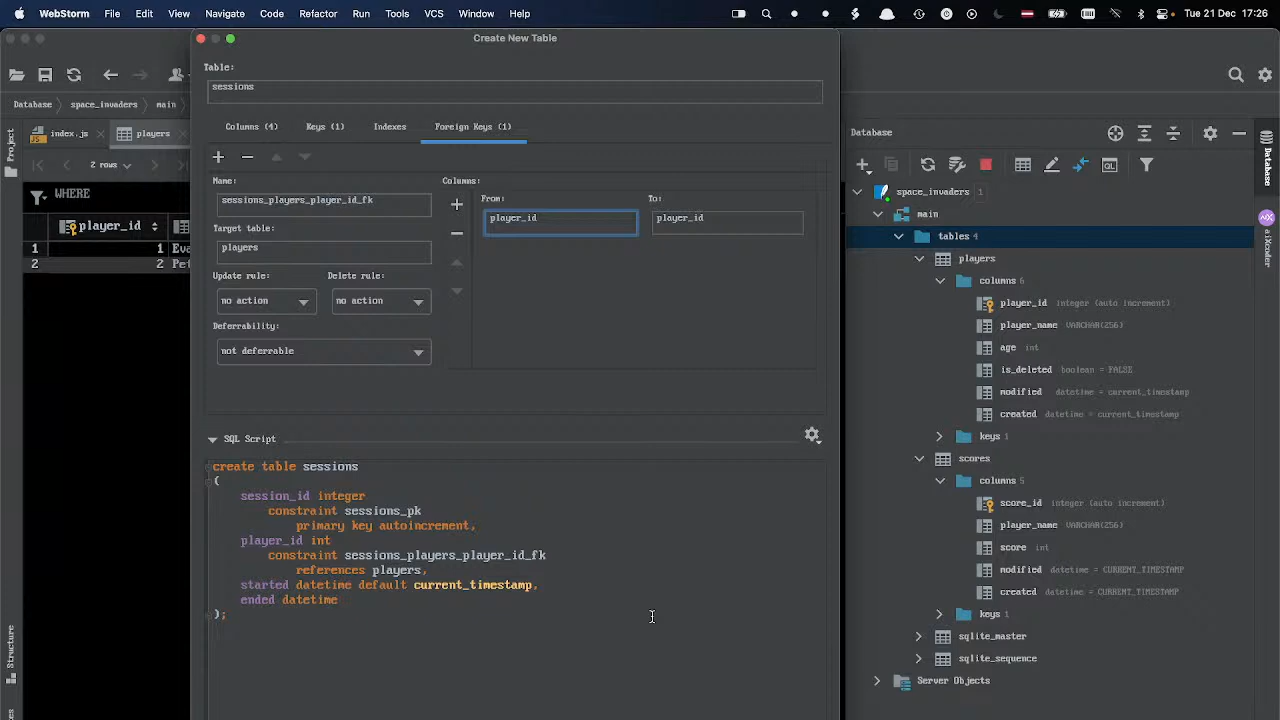 WebStorm File Edit View Navigate Code Refactor Run Tools VCS Window Help Tue 21 Dec 17:26
Create New Table
Table:
sessions
Columns (4) Keys (1) Indexes Foreign Keys (1)
Name:
sessions_players_player_id_fk
Target table:
players
Update rule: Delete rule:
no action no action
Deferrability:
not deferrable
Columns:
From: To:
player_id player_id
SQL Script
create table sessions
(
session_id integer
constraint sessions_pk
primary key autoincrement,
player_id int
constraint sessions_players_player_id_fk
references players,
started datetime default current_timestamp,
ended datetime
);
Database space_invaders main
index.js players
2 rows
WHERE
player_id
1 1 Eva
2 2
Project
Structure
Database
space_invaders 1
main
tables 4
players
columns 6
player_id integer (auto increment)
player_name VARCHAR(256)
age int
is_deleted boolean = FALSE
modified datetime = current_timestamp
created datetime = current_timestamp
keys 1
scores
columns 5
score_id integer (auto increment)
player_name VARCHAR(256)
score int
modified datetime = CURRENT_TIMESTAMP
created datetime = CURRENT_TIMESTAMP
keys 1
sqlite_master
sqlite_sequence
Server Objects
Database
aiXcoder